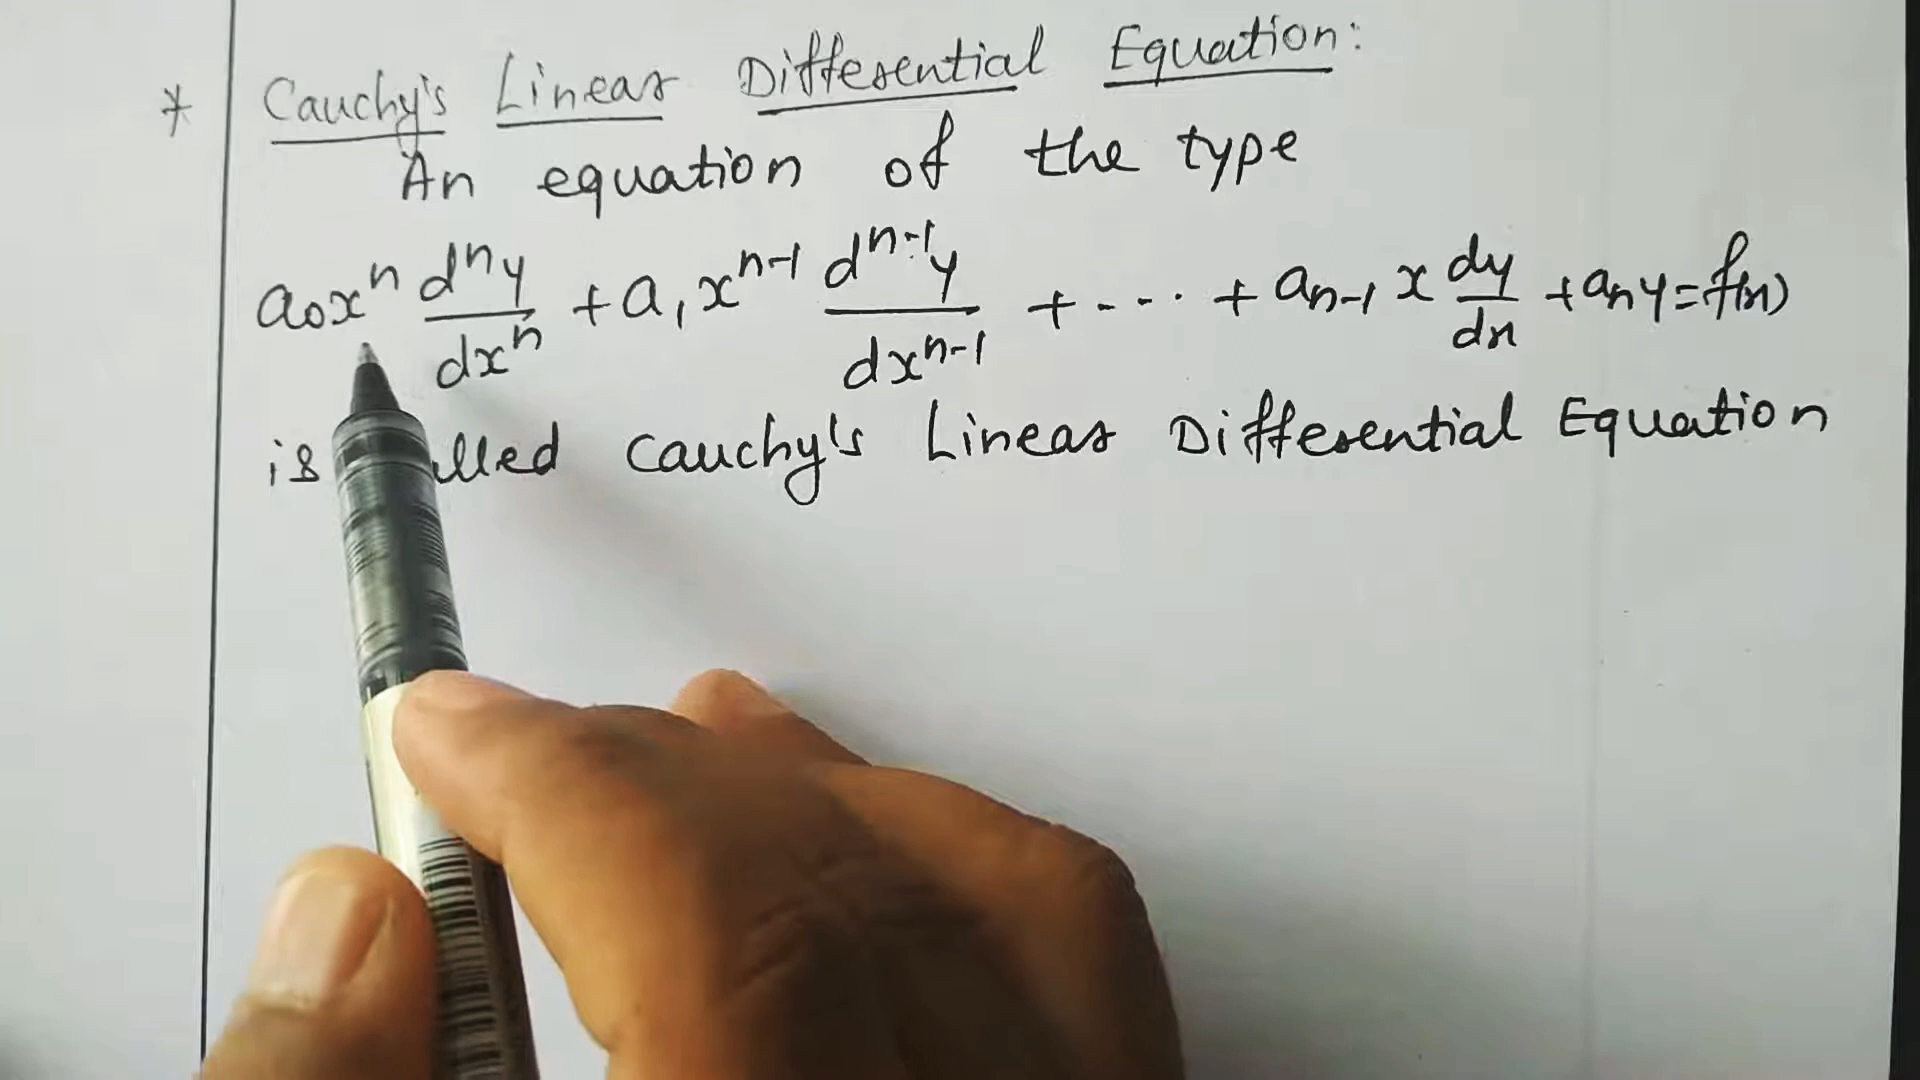 * Cauchy's Linear Differential Equation:
An equation of the type
a₀xⁿ dⁿy/dxⁿ + a₁xⁿ⁻¹ dⁿ⁻¹y/dxⁿ⁻¹ + - - - . + aₙ₋₁ x dy/dx + aₙy = f(x)
is Cauchy's Linear Differential Equation